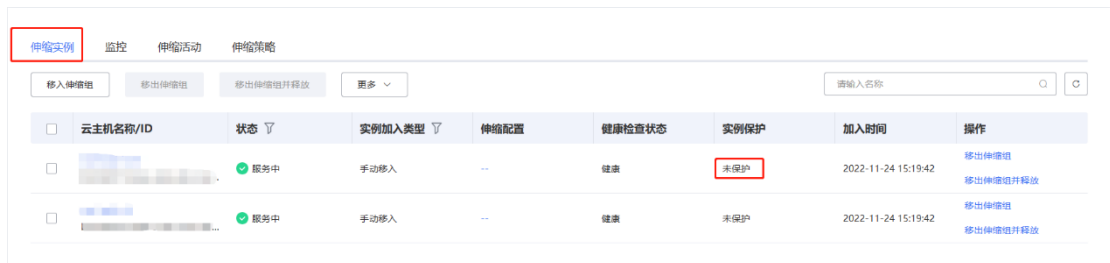 伸缩实例 监控 伸缩活动 伸缩策略
移入伸缩组 移出伸缩组 移出伸缩组并释放 更多 请输入名称
云主机名称/ID 状态 实例加入类型 伸缩配置 健康检查状态 实例保护 加入时间 操作
服务中 手动移入 -- 健康 未保护 2022-11-24 15:19:42 移出伸缩组
移出伸缩组并释放
服务中 手动移入 -- 健康 未保护 2022-11-24 15:19:42 移出伸缩组
... 移出伸缩组并释放